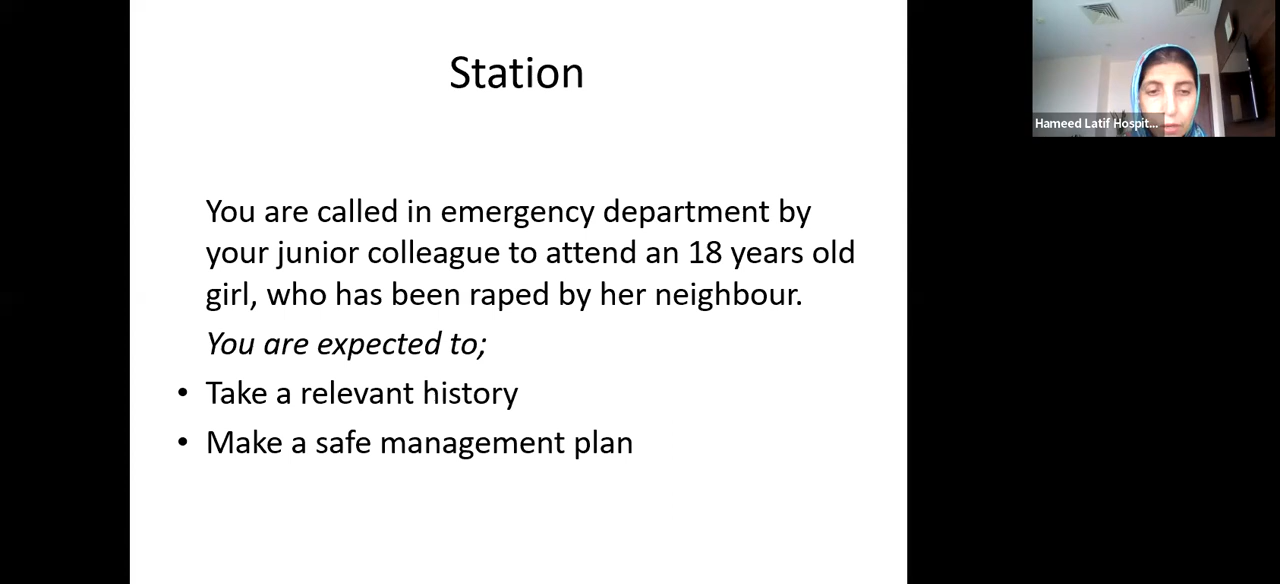 Station
You are called in emergency department by
your junior colleague to attend an 18 years old
girl, who has been raped by her neighbour.
You are expected to;
• Take a relevant history
• Make a safe management plan
Hameed Latif Hospit...